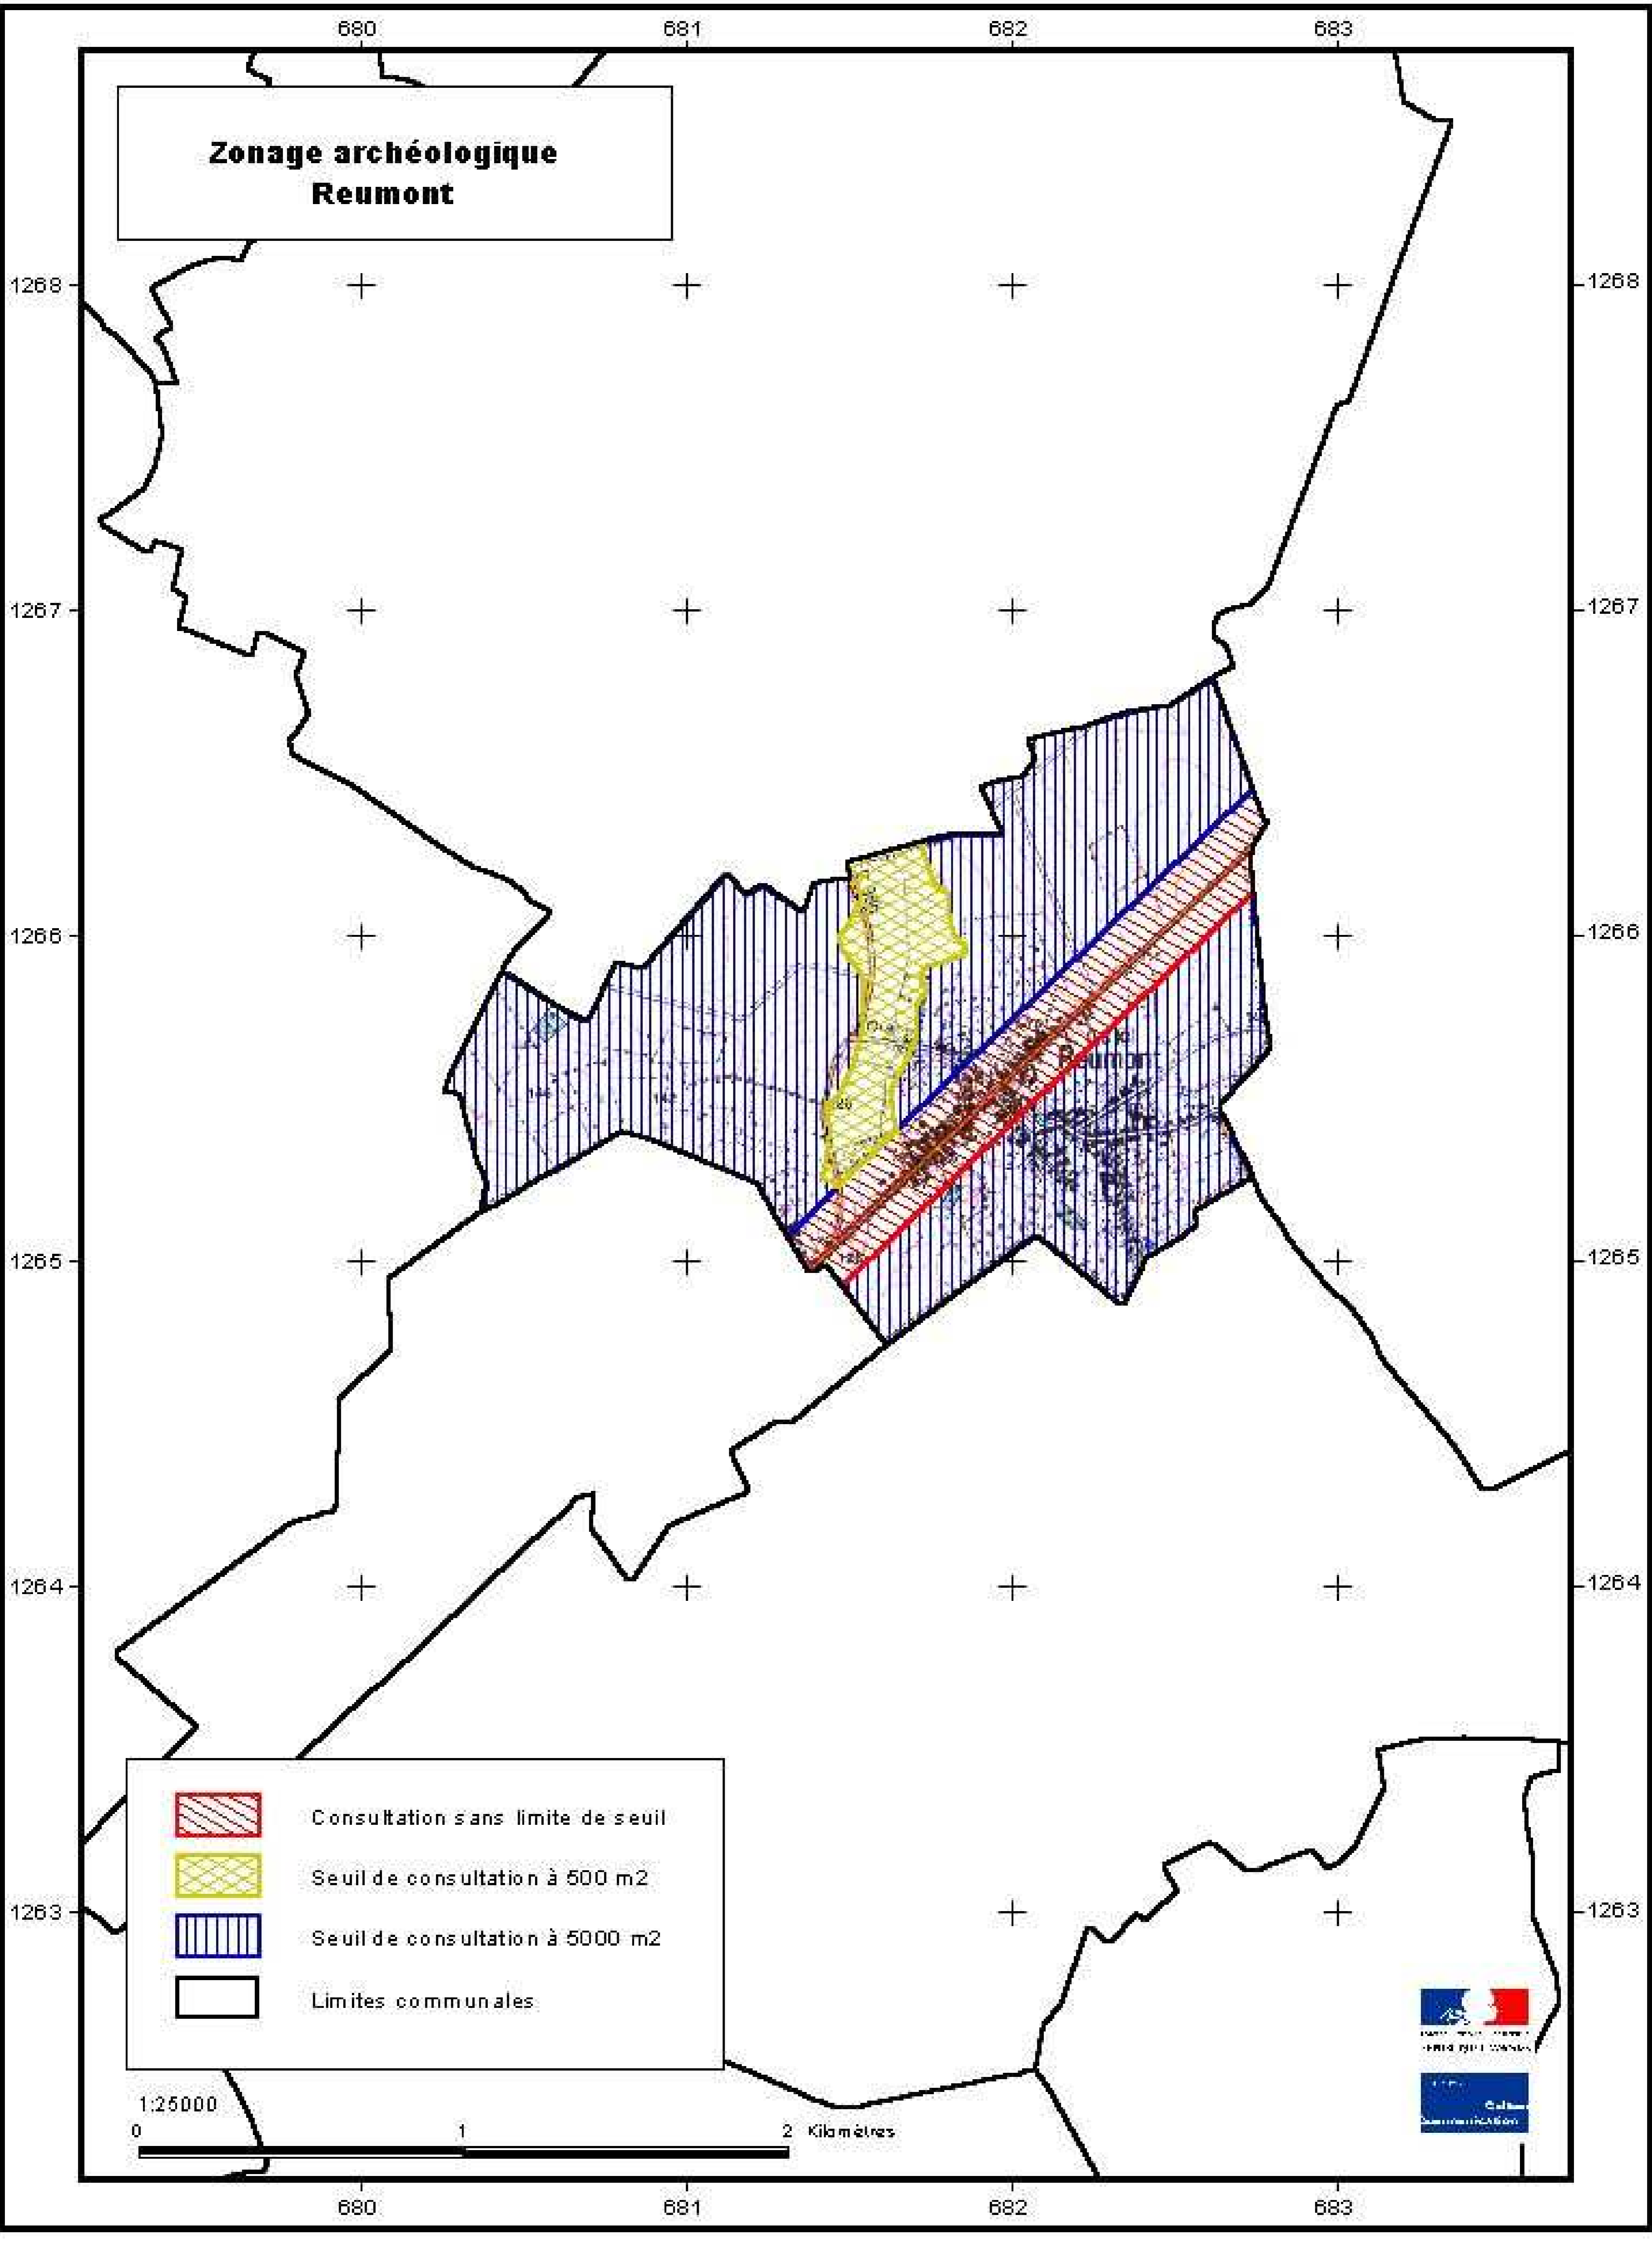 680 681 682 683
Zonage archéologique
Reumont
1268 1268
1267 1267
1266 1266
Reumont
1265 1265
1264 1264
1263 1263
Consultation sans limite de seuil
Seuil de consultation à 500 m2
Seuil de consultation à 5000 m2
Limites communales
1:25000
0 1 2 Kilomètres
680 681 682 683